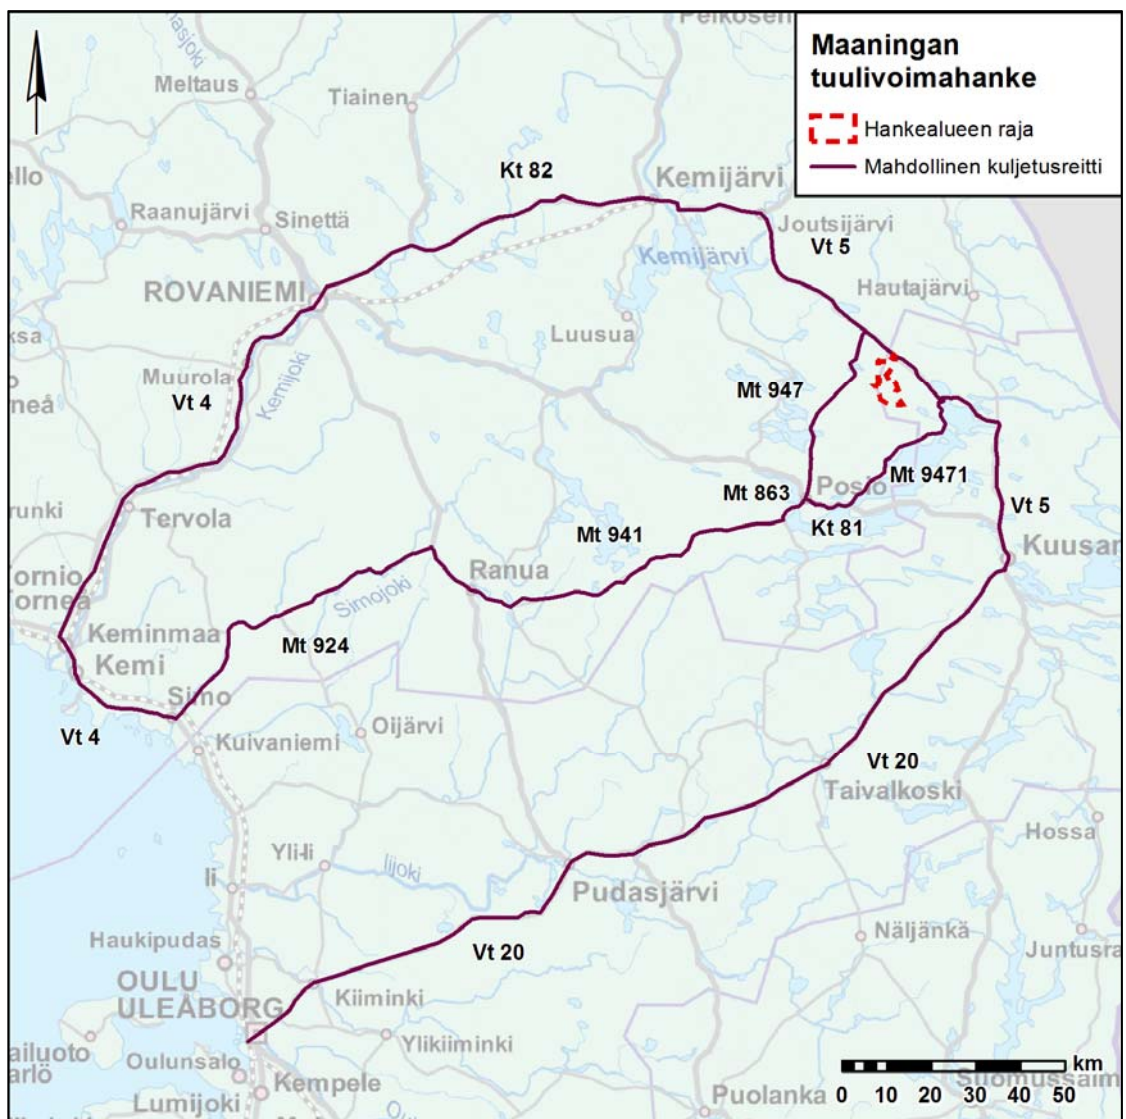 Maaningan
tuulivoimahanke
Hankealueen raja
Mahdollinen kuljetusreitti
Meltaus
Tiainen
Kt 82
Kemijärvi
Raanujärvi
Sinettä
Joutsijärvi
Kemijärvi
Vt 5
ROVANIEMI
Hautajärvi
Luusua
Muurola
Kemijoki
Vt 4
Mt 947
Mt 863
Posio
Mt 9471
Tervola
Mt 941
Kt 81
Vt 5
Ranua
Simojoki
Keminmaa
Kemi
Mt 924
Simo
Vt 4
Oijärvi
Kuivaniemi
Vt 20
Taivalkoski
Hossa
Yli-Ii
Iijoki
Ii
Pudasjärvi
Näljänkä
Haukipudas
Vt 20
OULU
ULEÅBORG
Kiiminki
Ylikiiminki
Oulunsalo
Kempele
Lumijoki
Puolanka
km
0 10 20 30 40 50